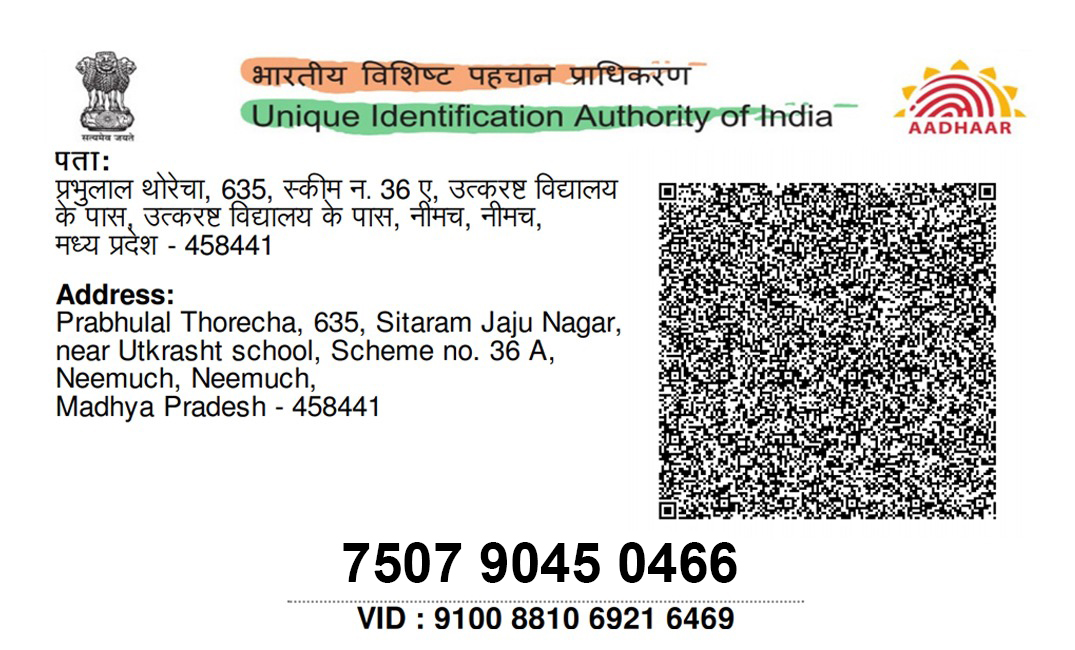 भारतीय विशिष्ट पहचान प्राधिकरण
Unique Identification Authority of India
सत्यमेव जयते
AADHAAR
पता:
प्रभुलाल थोरेचा, 635, स्कीम न. 36 ए, उत्करष्ट विद्यालय
के पास, उत्करष्ट विद्यालय के पास, नीमच, नीमच,
मध्य प्रदेश - 458441
Address:
Prabhulal Thorecha, 635, Sitaram Jaju Nagar,
near Utkrasht school, Scheme no. 36 A,
Neemuch, Neemuch,
Madhya Pradesh - 458441
7507 9045 0466
VID : 9100 8810 6921 6469